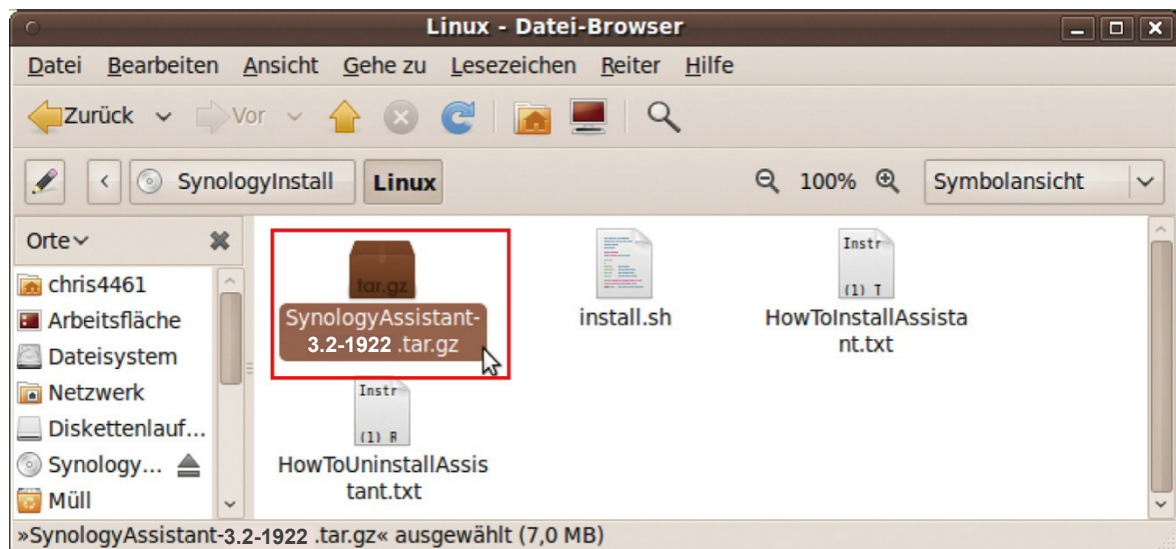 Linux - Datei-Browser
Datei Bearbeiten Ansicht Gehe zu Lesezeichen Reiter Hilfe
Zurück Vor
SynologyInstall Linux 100% Symbolansicht
Orte
chris4461
Arbeitsfläche
Dateisystem
Netzwerk
Diskettenlauf...
Synology...
Müll
tar.gz
SynologyAssistant-
3.2-1922 .tar.gz
install.sh
Instr
(1) T
HowToInstallAssista
nt.txt
Instr
(1) R
HowToUninstallAssis
tant.txt
»SynologyAssistant-3.2-1922 .tar.gz« ausgewählt (7,0 MB)